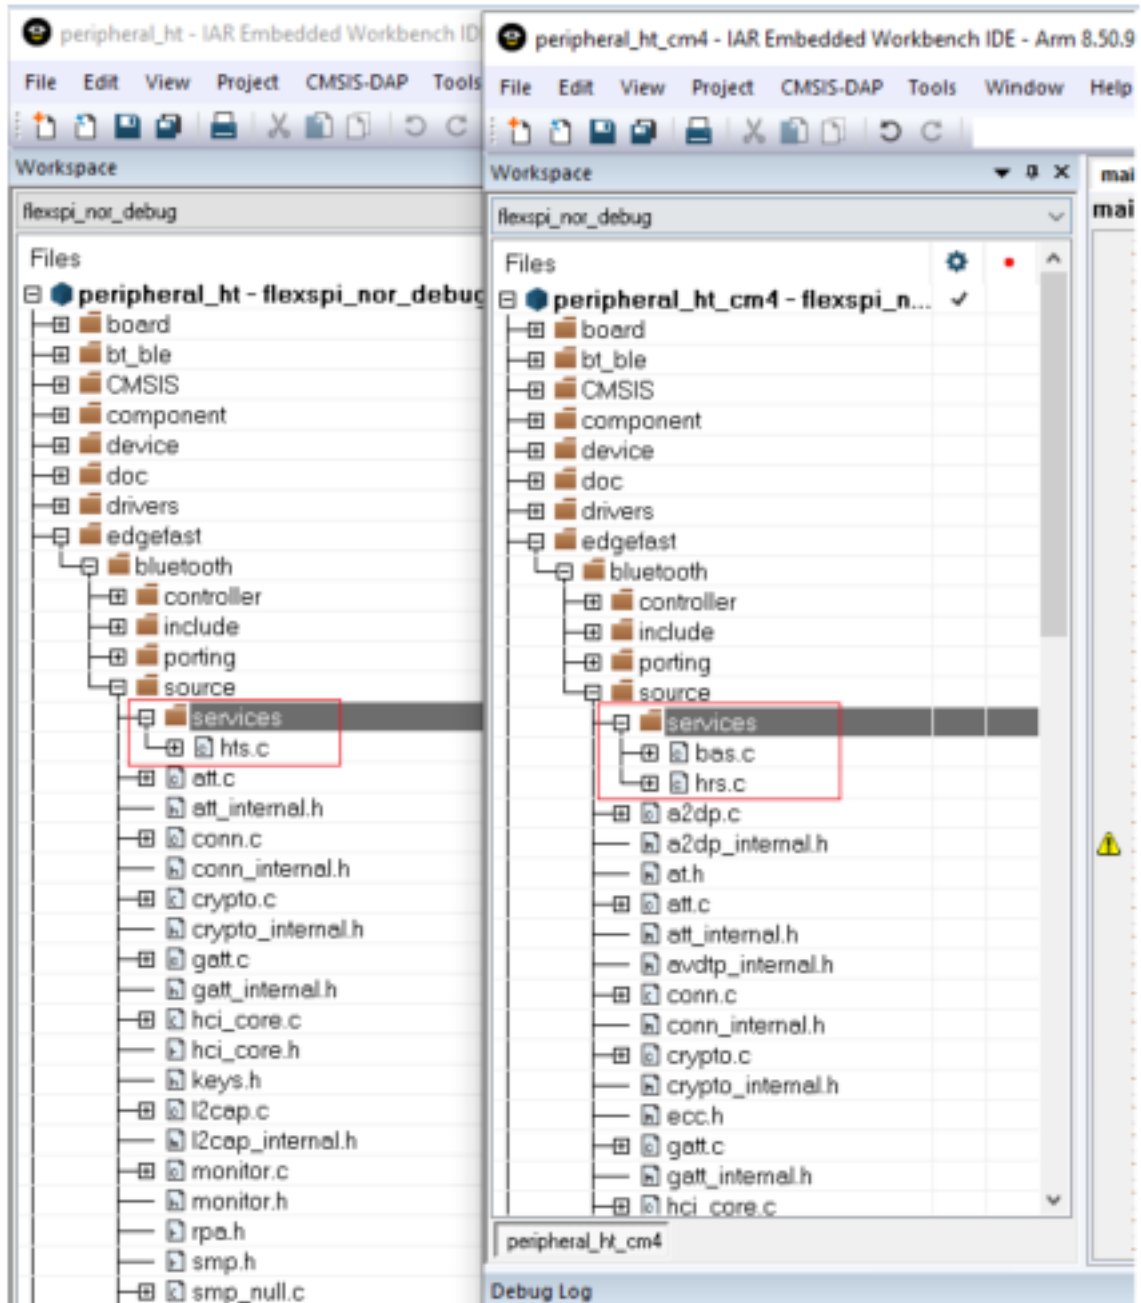 peripheral_ht - IAR Embedded Workbench ID
File Edit View Project CMSIS-DAP Tools
Workspace
flexspi_nor_debug
Files
peripheral_ht - flexspi_nor_debug
board
bt_ble
CMSIS
component
device
doc
drivers
edgefast
bluetooth
controller
include
porting
source
services
hts.c
att.c
att_internal.h
conn.c
conn_internal.h
crypto.c
crypto_internal.h
gatt.c
gatt_internal.h
hci_core.c
hci_core.h
keys.h
l2cap.c
l2cap_internal.h
monitor.c
monitor.h
rpa.h
smp.h
smp_null.c
peripheral_ht_cm4 - IAR Embedded Workbench IDE - Arm 8.50.9
File Edit View Project CMSIS-DAP Tools Window Help
Workspace
flexspi_nor_debug
Files
peripheral_ht_cm4 - flexspi_n...
board
bt_ble
CMSIS
component
device
doc
drivers
edgefast
bluetooth
controller
include
porting
source
services
bas.c
hrs.c
a2dp.c
a2dp_internal.h
at.h
att.c
att_internal.h
avdtp_internal.h
conn.c
conn_internal.h
crypto.c
crypto_internal.h
ecc.h
gatt.c
gatt_internal.h
hci_core.c
peripheral_ht_cm4
Debug Log
mai
mai